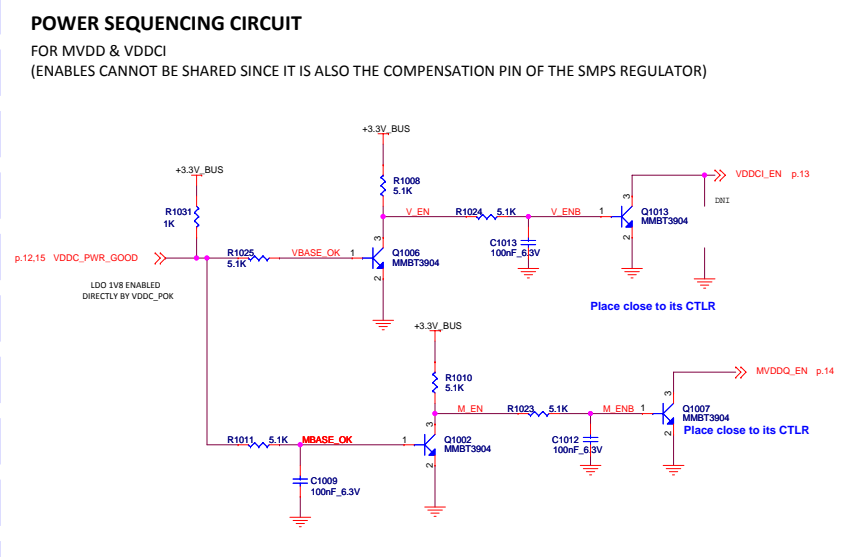 POWER SEQUENCING CIRCUIT
FOR MVDD & VDDCI
(ENABLES CANNOT BE SHARED SINCE IT IS ALSO THE COMPENSATION PIN OF THE SMPS REGULATOR)
+3.3V_BUS
R1008
5.1K
+3.3V_BUS
R1031
1K
V_EN
R1024 5.1K
V_ENB
1
3
2
Q1013
MMBT3904
VDDCI_EN p.13
DNI
p.12,15 VDDC_PWR_GOOD
R1025
5.1K
VBASE_OK
1
3
2
Q1006
MMBT3904
C1013
100nF_6.3V
LDO 1V8 ENABLED
DIRECTLY BY VDDC_POK
Place close to its CTLR
+3.3V_BUS
R1010
5.1K
M_EN
R1023 5.1K
M_ENB
1
3
2
Q1007
MMBT3904
MVDDQ_EN p.14
Place close to its CTLR
R1011 5.1K
MBASE_OK
1
3
2
Q1002
MMBT3904
C1012
100nF_6.3V
C1009
100nF_6.3V